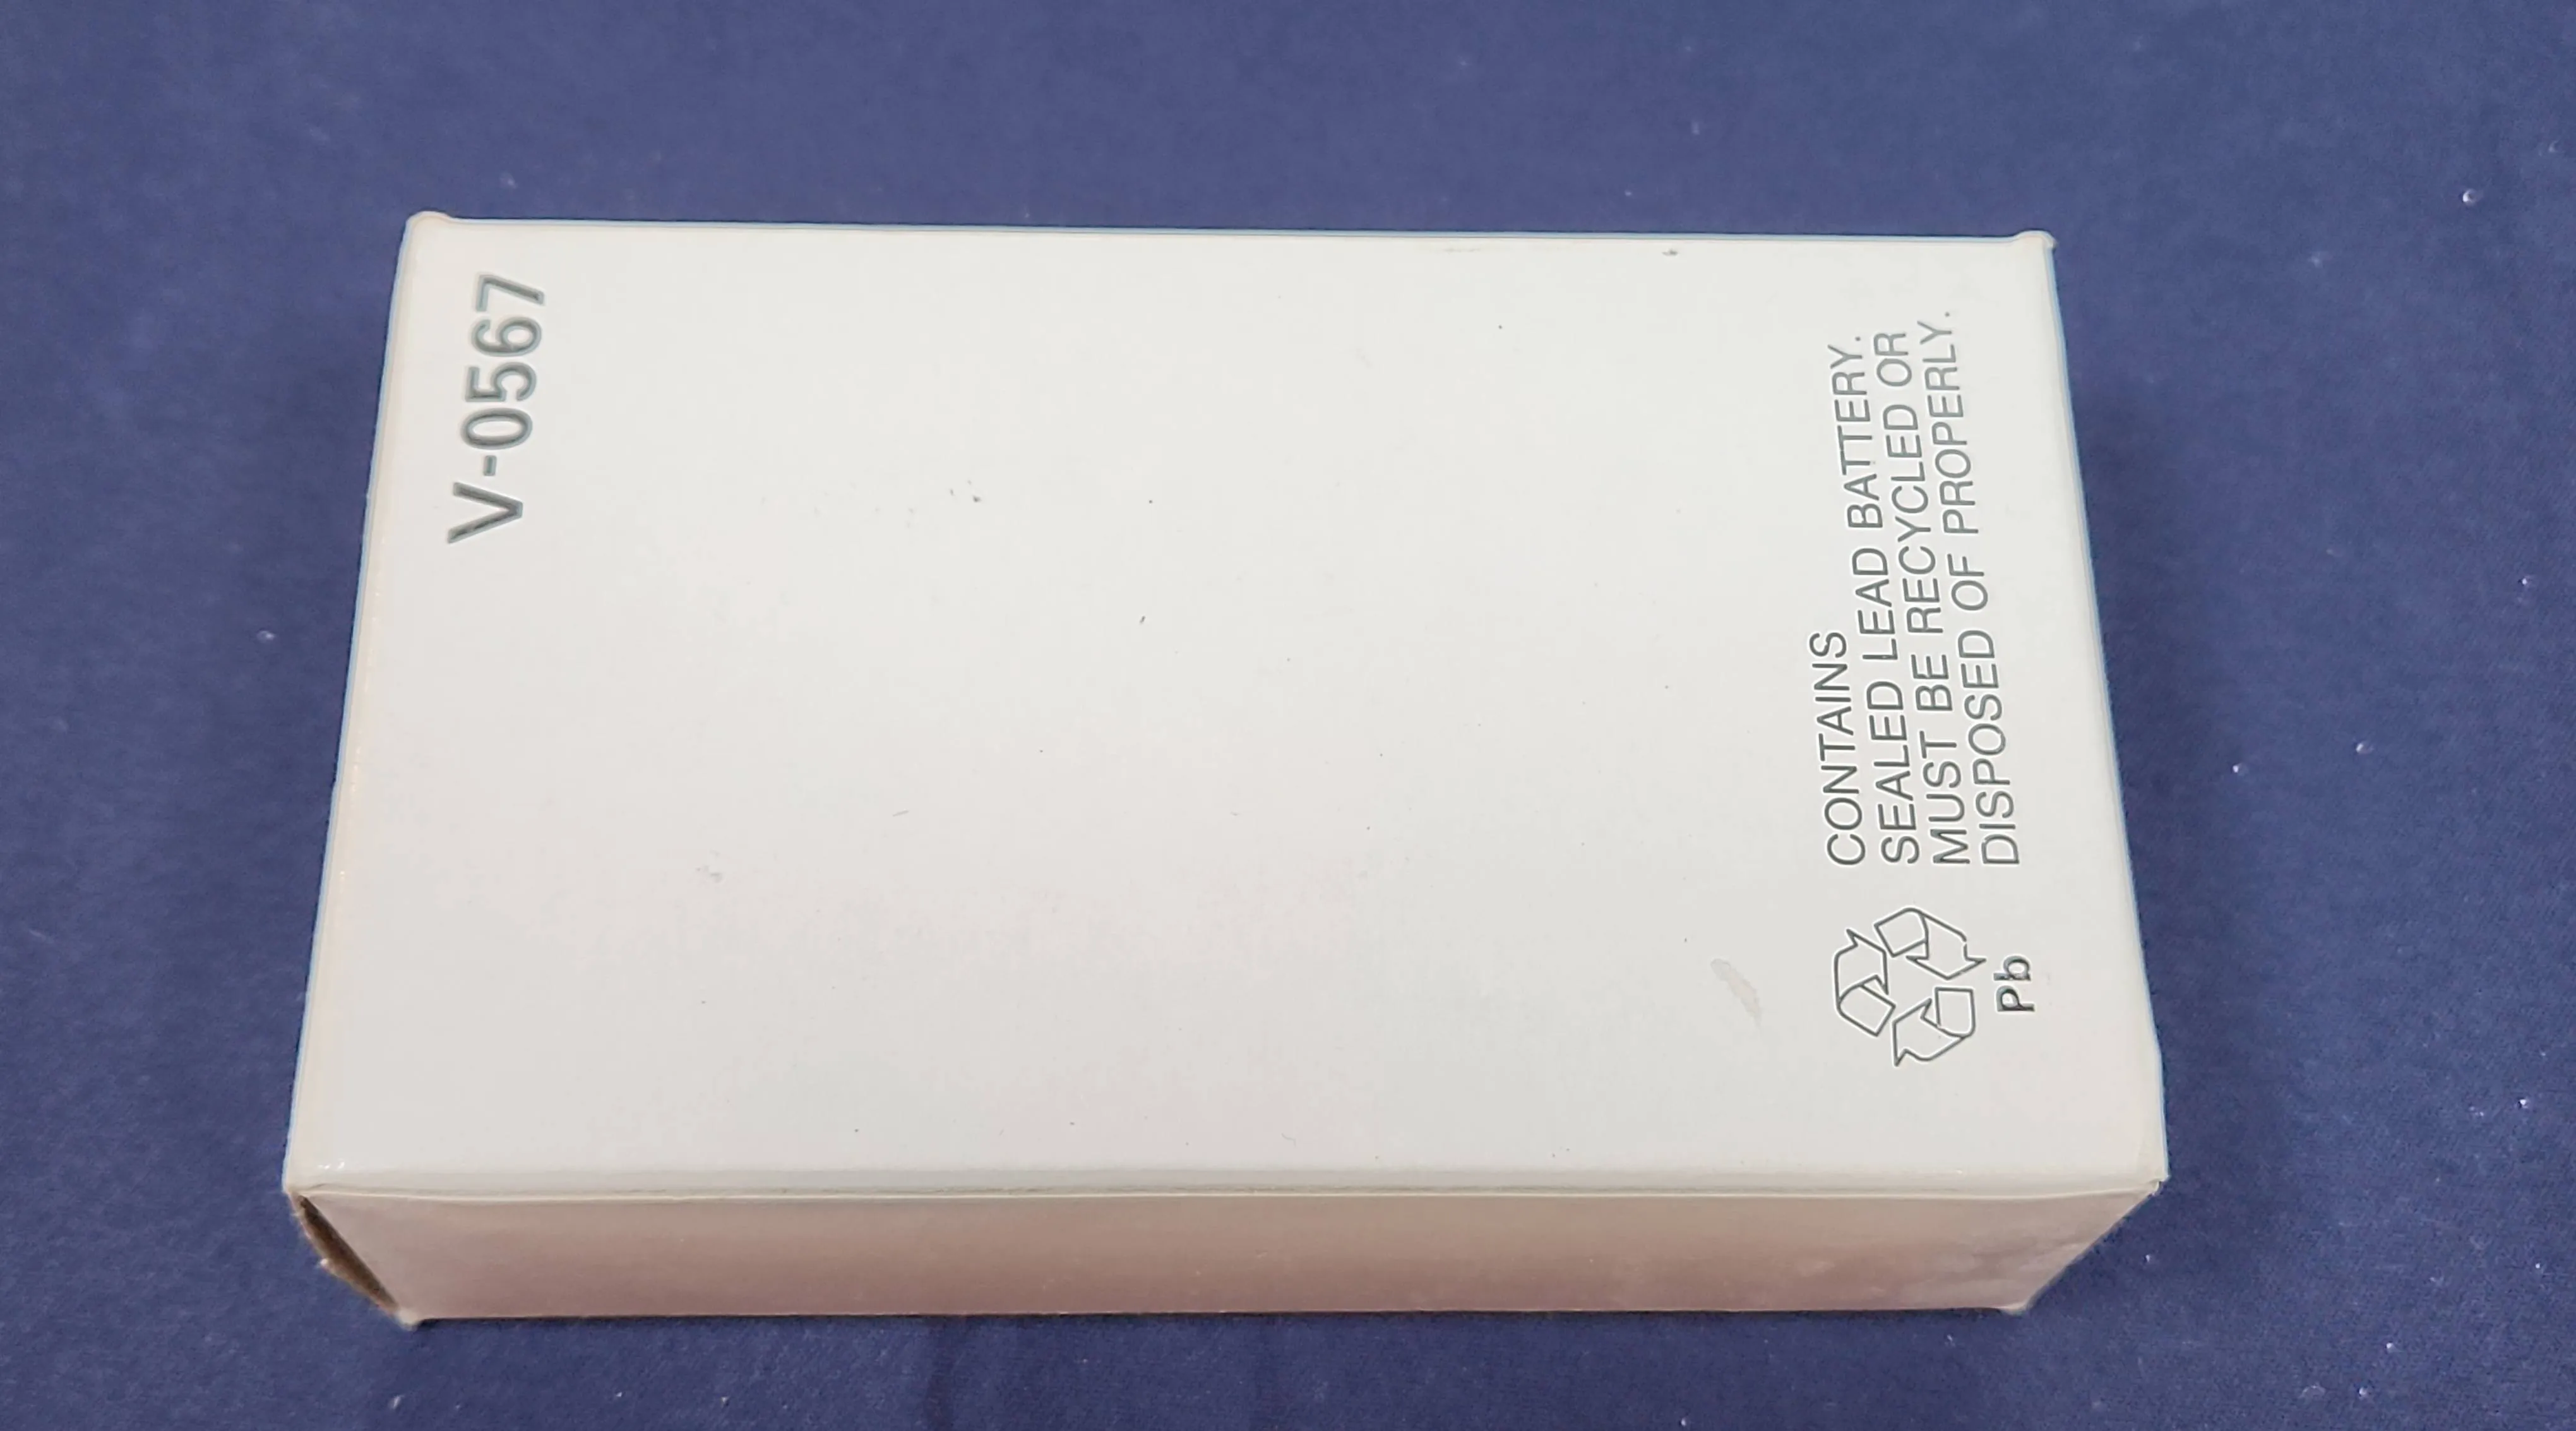 V-0567
CONTAINS
SEALED LEAD BATTERY.
MUST BE RECYCLED OR
DISPOSED OF PROPERLY.
Pb